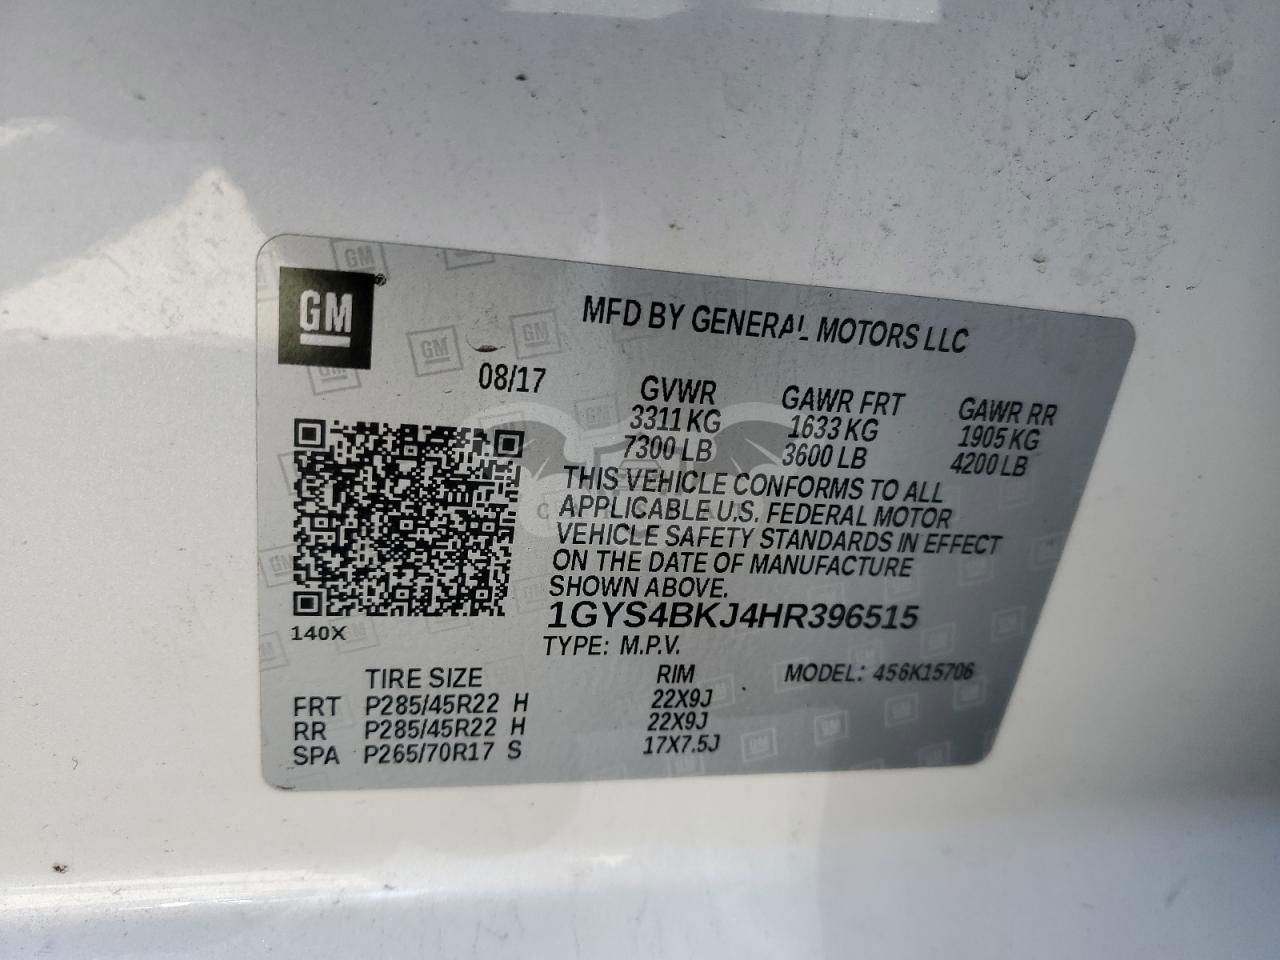 GM
MFD BY GENERAL MOTORS LLC
08/17
GVWR GAWR FRT GAWR RR
3311 KG 1633 KG 1905 KG
7300 LB 3600 LB 4200 LB
THIS VEHICLE CONFORMS TO ALL
APPLICABLE U.S. FEDERAL MOTOR
VEHICLE SAFETY STANDARDS IN EFFECT
ON THE DATE OF MANUFACTURE
SHOWN ABOVE.
140X
1GYS4BKJ4HR396515
TYPE: M.P.V.
MODEL: 456K15706
TIRE SIZE RIM
FRT P285/45R22 H 22X9J
RR P285/45R22 H 22X9J
SPA P265/70R17 S 17X7.5J